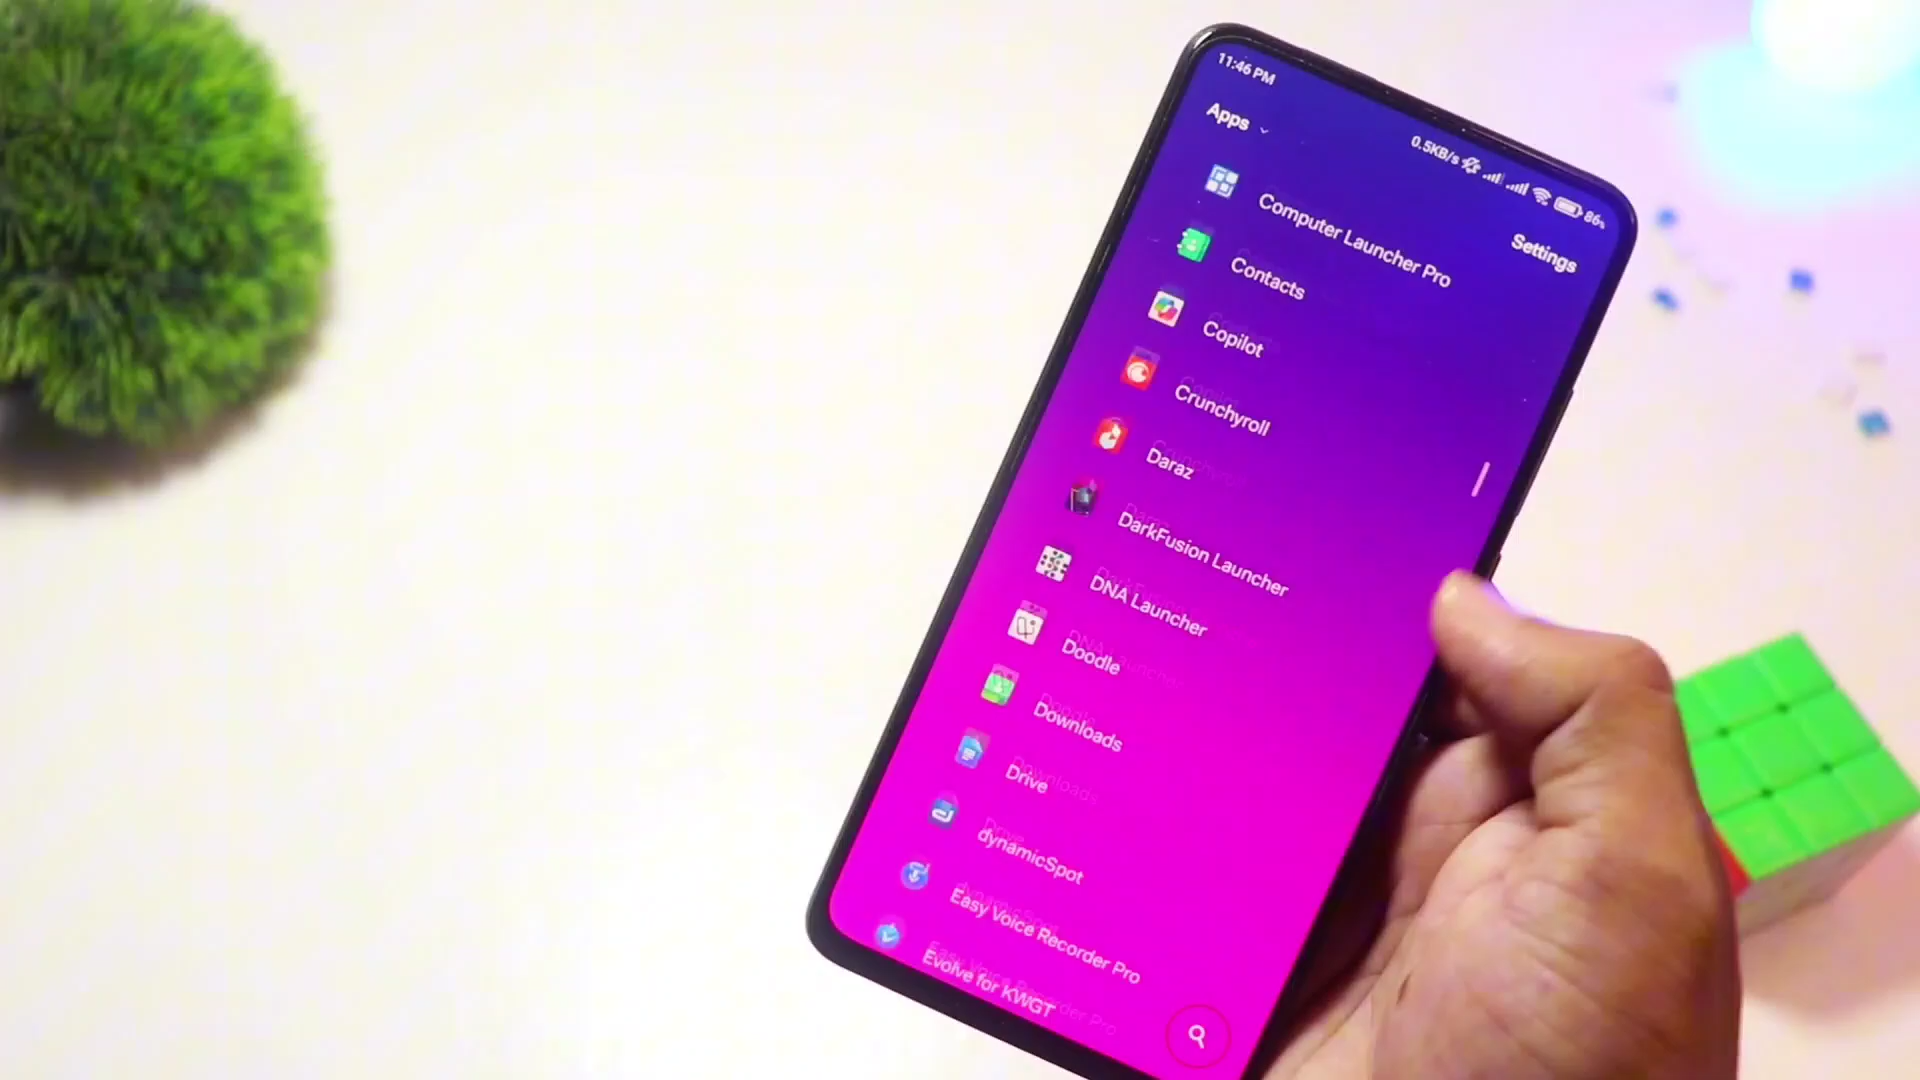 11:46 PM
0.5KB/s 86%
Apps
Settings
Computer Launcher Pro
Contacts
Copilot
Crunchyroll
Daraz
DarkFusion Launcher
DNA Launcher
Doodle
Downloads
Drive
dynamicSpot
Easy Voice Recorder Pro
Evolve for KWGT